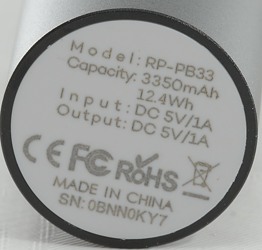 Model: RP-PB33
Capacity: 3350mAh
12.4Wh
Input: DC 5V/1A
Output: DC 5V/1A
CE FC RoHS
MADE IN CHINA
SN: 0BNN0KY7